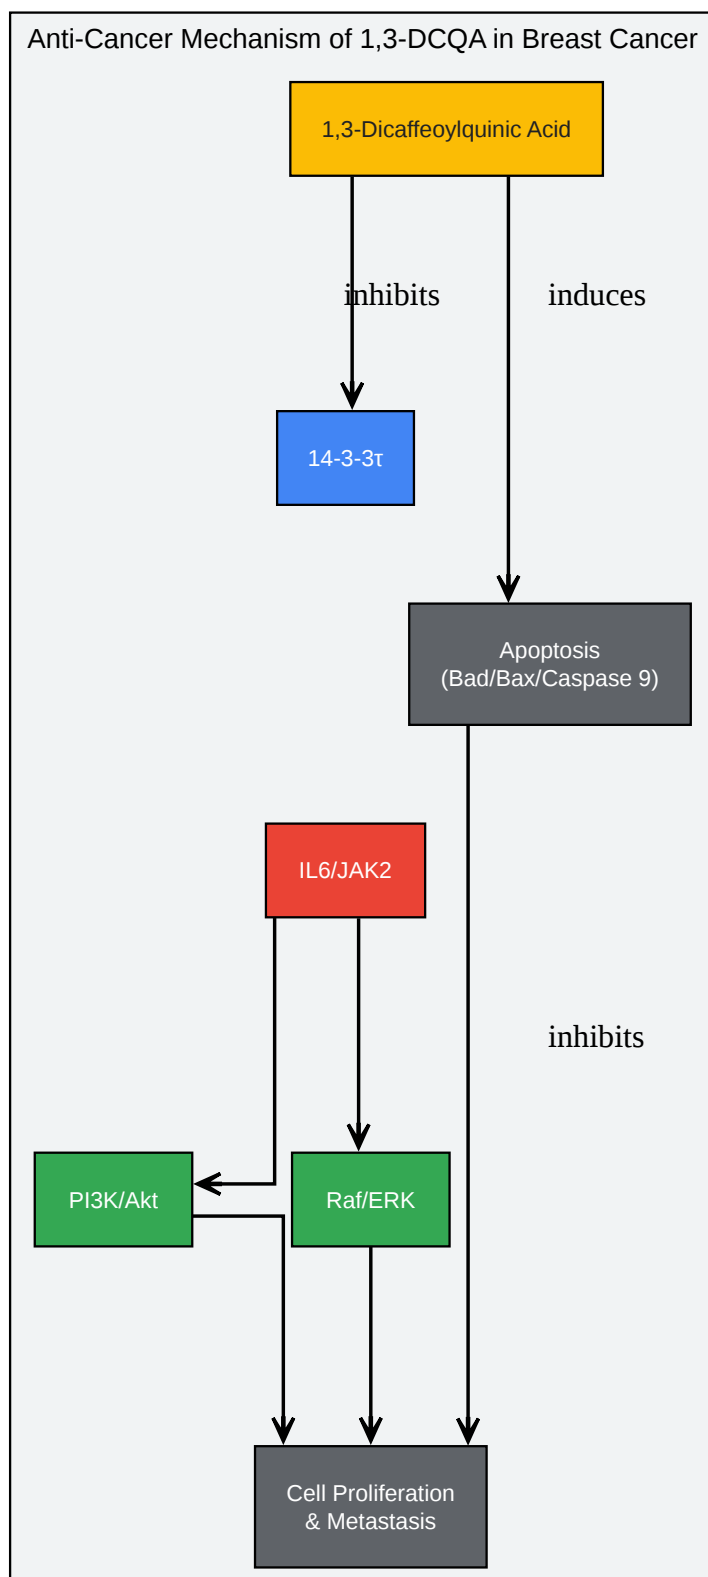 Anti-Cancer Mechanism of 1,3-DCQA in Breast Cancer
1,3-Dicaffeoylquinic Acid
inhibits
induces
14-3-3τ
Apoptosis
(Bad/Bax/Caspase 9)
IL6/JAK2
inhibits
PI3K/Akt
Raf/ERK
Cell Proliferation
& Metastasis